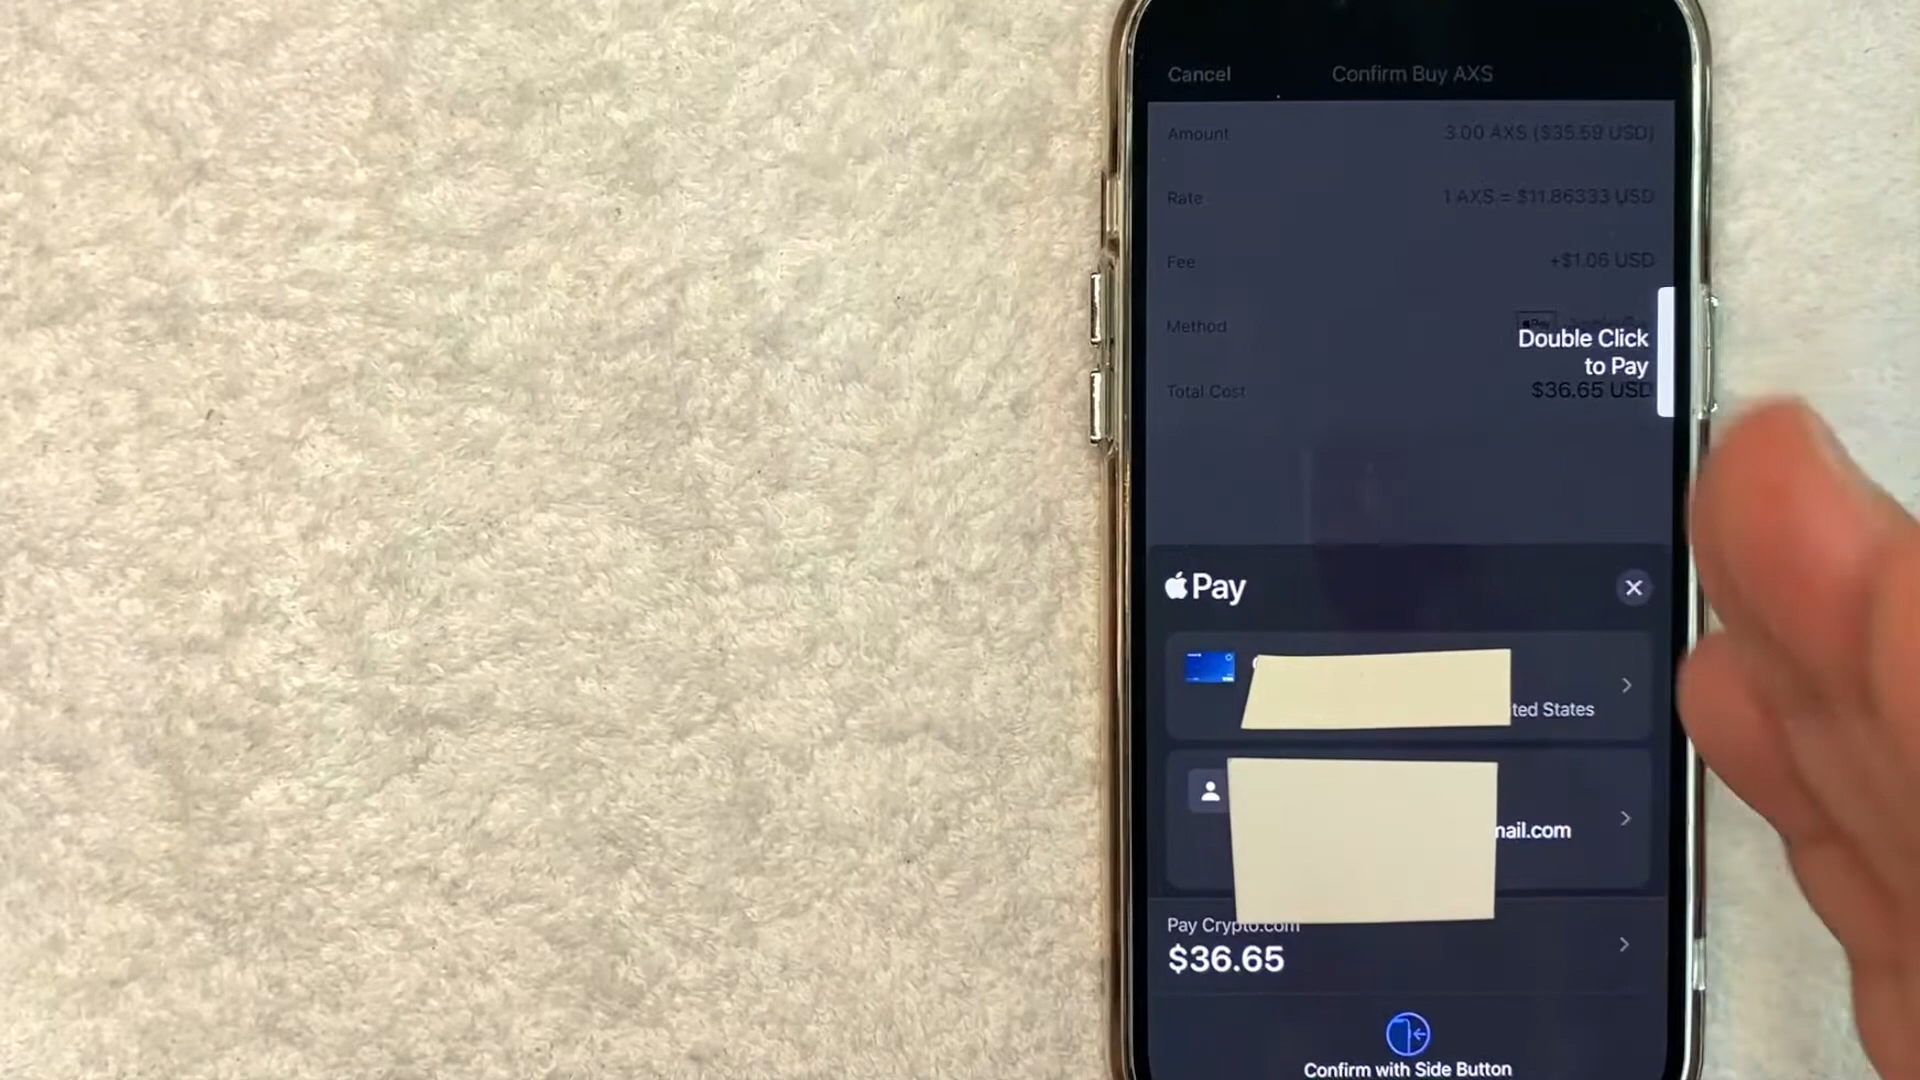 Cancel
Confirm Buy AXS
Amount
3.00 AXS ($35.59 USD)
Rate
1 AXS = $11.86333 USD
Fee
+$1.06 USD
Method
Pay
Double Click
to Pay
Total Cost
$36.65 USD
Pay
ted States
mail.com
Pay Crypto.com
$36.65
Confirm with Side Button